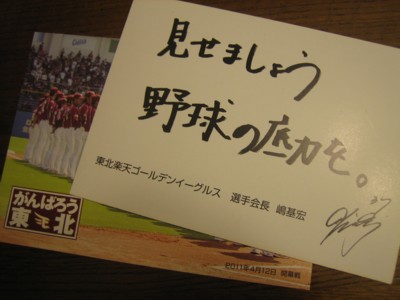 見せましょう
野球の底力を。
東北楽天ゴールデンイーグルス 選手会長 嶋基宏
がんばろう
東北
2011年4月12日 開幕戦